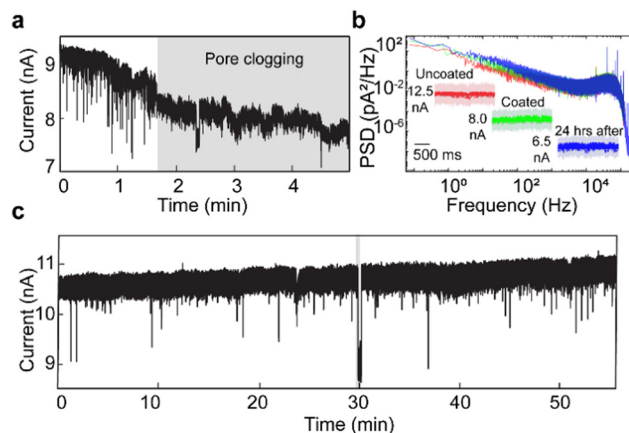 a
Current (nA)
9
8
7
Pore clogging
0
1
2
3
4
Time (min)
b
PSD (pA²/Hz)
10²
10⁻²
10⁻⁶
Uncoated
12.5
nA
Coated
8.0
nA
24 hrs after
6.5
nA
500 ms
10⁰
10²
10⁴
Frequency (Hz)
c
Current (nA)
11
10
9
0
10
20
30
40
50
Time (min)